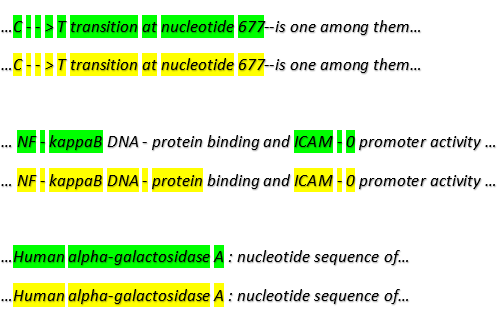 ...C - - > T transition at nucleotide 677--is one among them...
...C - - > T transition at nucleotide 677--is one among them...
... NF - kappaB DNA - protein binding and ICAM - 0 promoter activity ...
... NF - kappaB DNA - protein binding and ICAM - 0 promoter activity ...
...Human alpha-galactosidase A : nucleotide sequence of...
...Human alpha-galactosidase A : nucleotide sequence of...